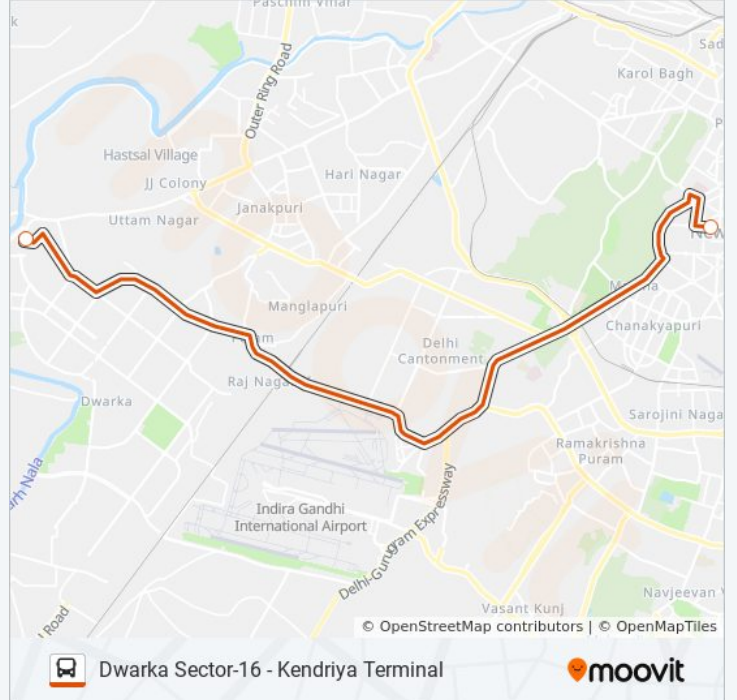 Paschim Vihar
k
Sad
Karol Bagh
Outer Ring Road
Hastsal Village
JJ Colony
Hari Nagar
Uttam Nagar
Janakpuri
Manglapuri
Chanakyapuri
Delhi
Cantonment
Raj Naga
Dwarka
Sarojini Naga
Ramakrishna
Puram
Indira Gandhi
International Airport
Delhi-Gurugram Expressway
Navjeevan V
Vasant Kunj
l Road
© OpenStreetMap contributors | © OpenMapTiles
Dwarka Sector-16 - Kendriya Terminal
moovit